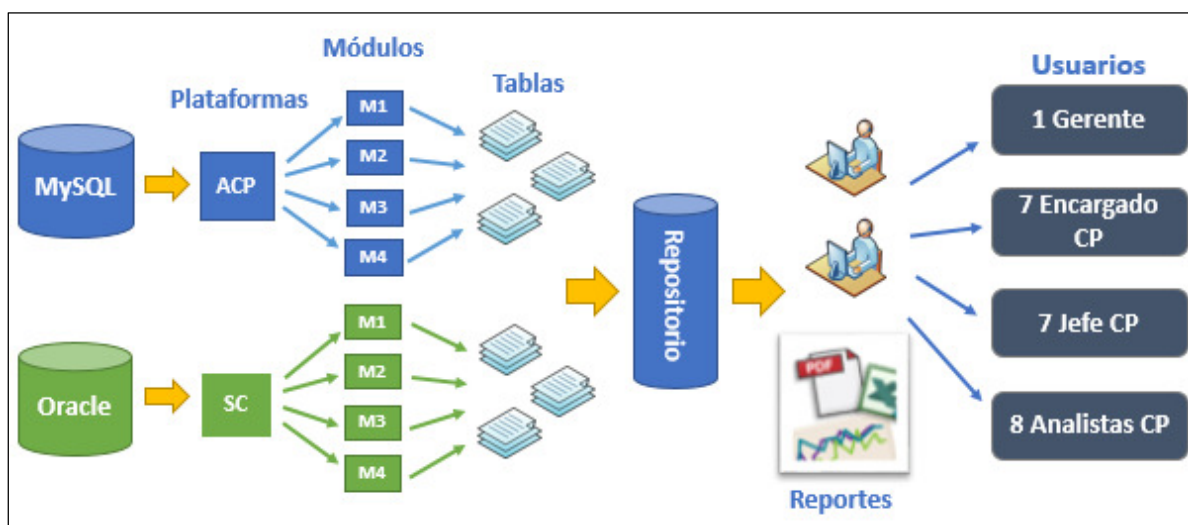 Módulos
Plataformas
Tablas
Usuarios
MySQL
ACP
M1
M2
M3
M4
Oracle
SC
M1
M2
M3
M4
Repositorio
PDF
Reportes
1 Gerente
7 Encargado
CP
7 Jefe CP
8 Analistas CP